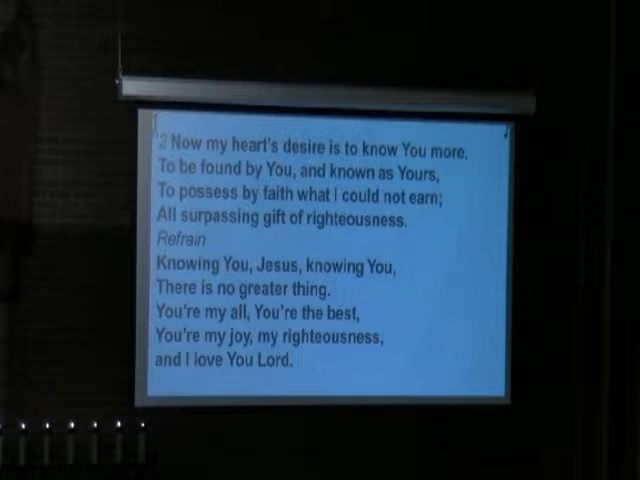 2 Now my heart's desire is to know You more,
To be found by You, and known as Yours,
To possess by faith what I could not earn;
All surpassing gift of righteousness.
Refrain
Knowing You, Jesus, knowing You,
There is no greater thing.
You're my all, You're the best,
You're my joy, my righteousness,
and I love You Lord.